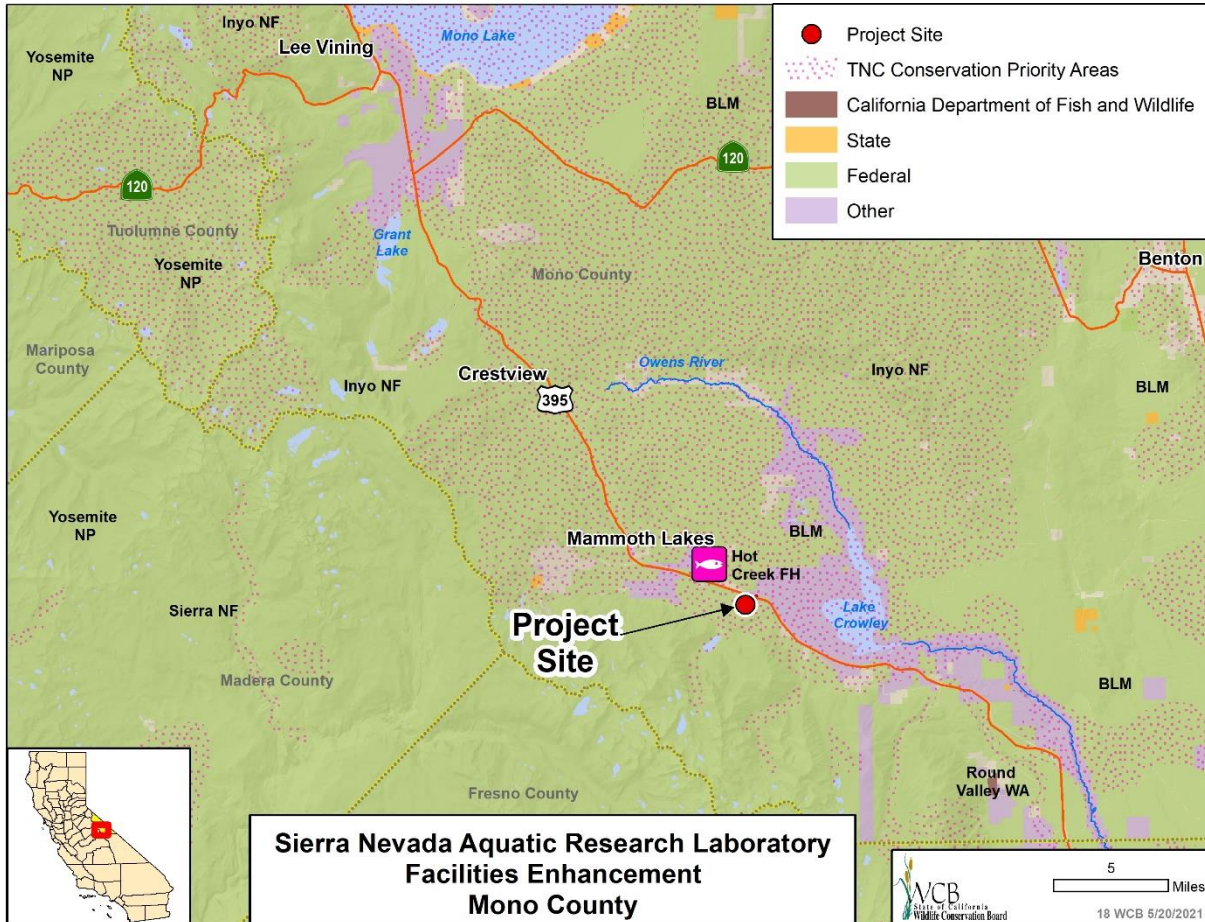 Inyo NF
Mono Lake
Yosemite
NP
Lee Vining
BLM
120
120
Tuolumne County
Yosemite
NP
Grant
Lake
Mono County
Benton
Mariposa
County
Inyo NF
Crestview
395
Owens River
Inyo NF
BLM
Yosemite
NP
Mammoth Lakes
Hot
Creek FH
BLM
Sierra NF
Project
Site
Lake
Crowley
Madera County
BLM
Fresno County
Round
Valley WA
Project Site
TNC Conservation Priority Areas
California Department of Fish and Wildlife
State
Federal
Other
Sierra Nevada Aquatic Research Laboratory
Facilities Enhancement
Mono County
WCB
State of California
Wildlife Conservation Board
5
Miles
18 WCB 5/20/2021